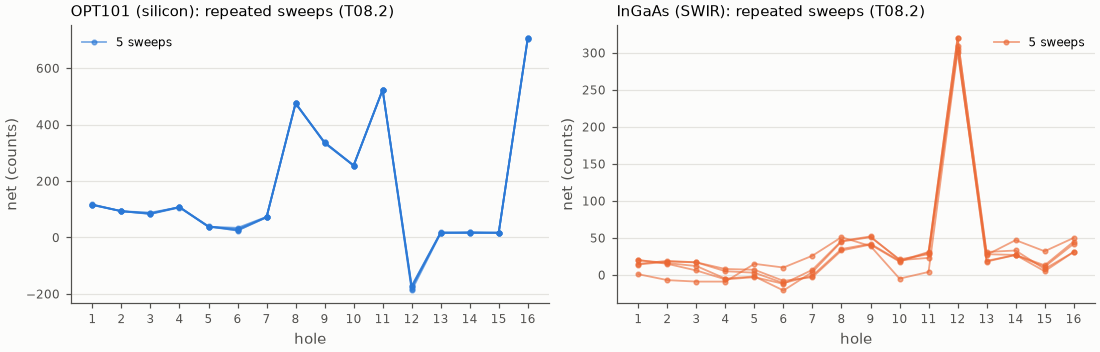 OPT101 (silicon): repeated sweeps (T08.2)
5 sweeps
net (counts)
600
400
200
0
−200
1 2 3 4 5 6 7 8 9 10 11 12 13 14 15 16
hole
InGaAs (SWIR): repeated sweeps (T08.2)
5 sweeps
net (counts)
300
250
200
150
100
50
0
1 2 3 4 5 6 7 8 9 10 11 12 13 14 15 16
hole